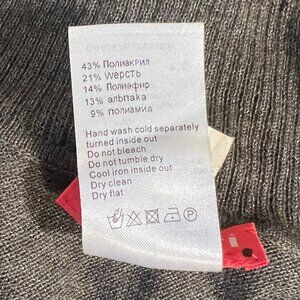 43% Полиакрил
21% Wерсть
14% Полиэфир
13% альпака
9% полиамид
Hand wash cold separately
turned inside out
Do not bleach
Do not tumble dry
Cool iron inside out
Dry clean
Dry flat